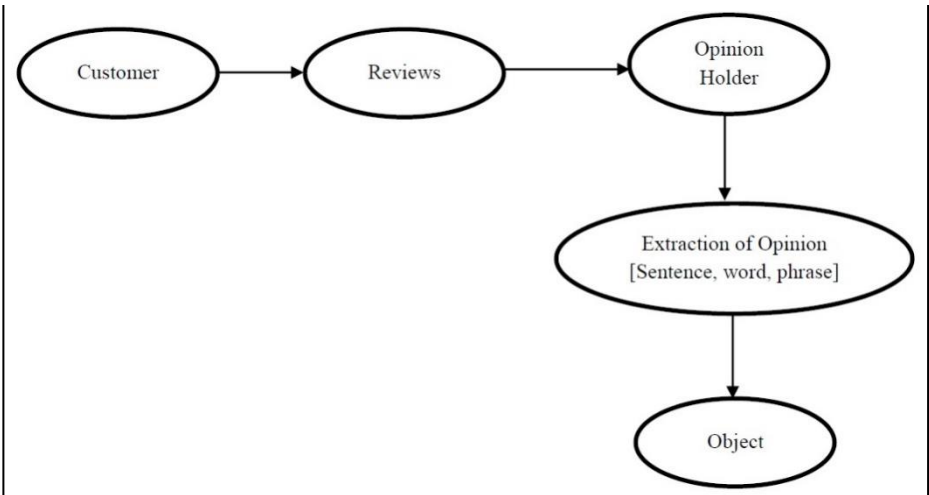 Customer
Reviews
Opinion
Holder
Extraction of Opinion
[Sentence, word, phrase]
Object